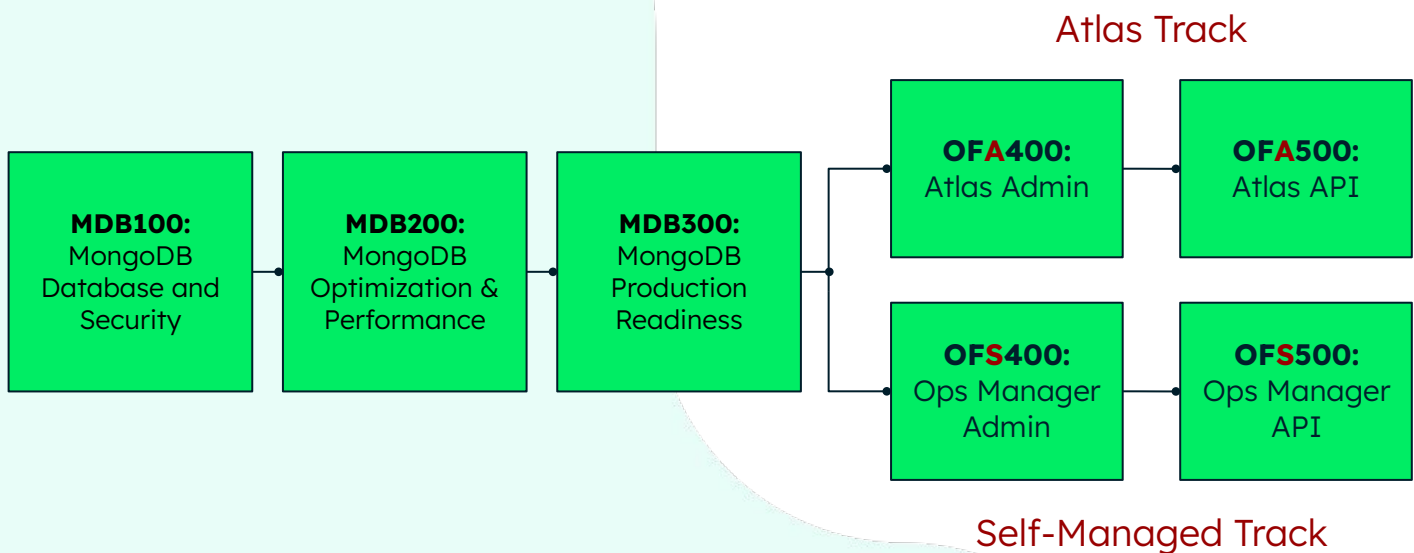 Atlas Track
MDB100:
MongoDB
Database and
Security
MDB200:
MongoDB
Optimization &
Performance
MDB300:
MongoDB
Production
Readiness
OFA400:
Atlas Admin
OFA500:
Atlas API
OFS400:
Ops Manager
Admin
OFS500:
Ops Manager
API
Self-Managed Track